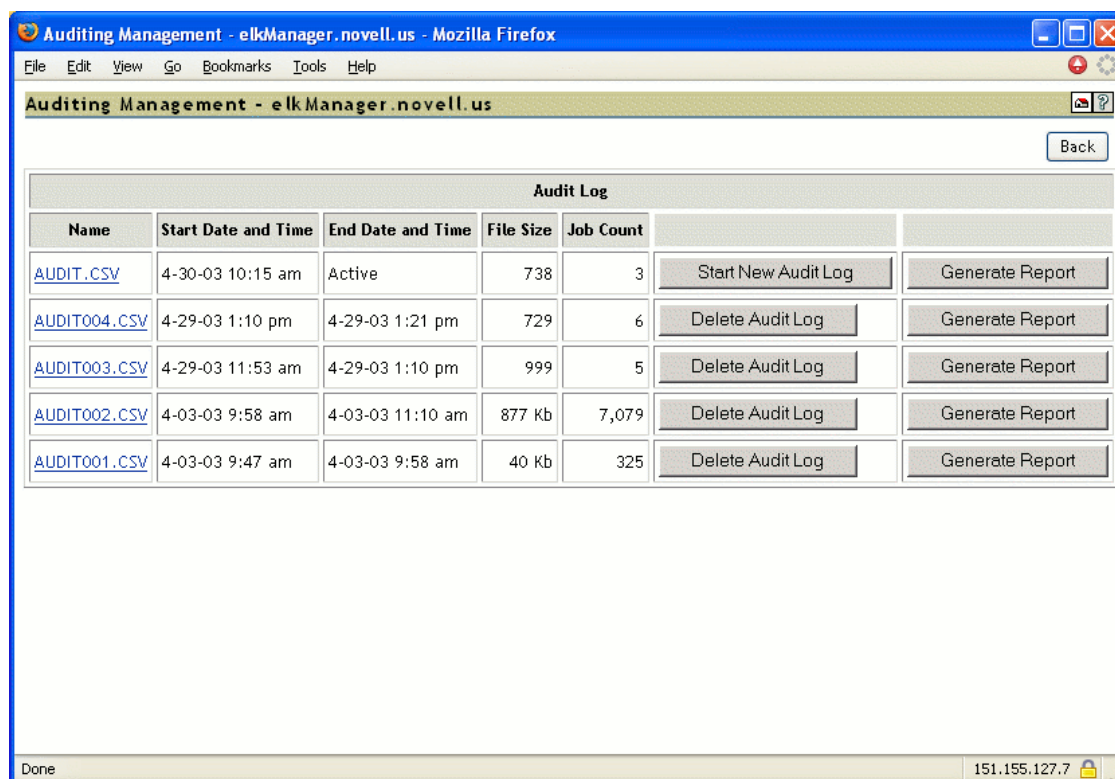 Auditing Management - elkManager.novell.us - Mozilla Firefox
File Edit View Go Bookmarks Tools Help
Auditing Management - elkManager.novell.us ?
Back
Audit Log
Name Start Date and Time End Date and Time File Size Job Count
AUDIT.CSV 4-30-03 10:15 am Active 738 3 Start New Audit Log Generate Report
AUDIT004.CSV 4-29-03 1:10 pm 4-29-03 1:21 pm 729 6 Delete Audit Log Generate Report
AUDIT003.CSV 4-29-03 11:53 am 4-29-03 1:10 pm 999 5 Delete Audit Log Generate Report
AUDIT002.CSV 4-03-03 9:58 am 4-03-03 11:10 am 877 Kb 7,079 Delete Audit Log Generate Report
AUDIT001.CSV 4-03-03 9:47 am 4-03-03 9:58 am 40 Kb 325 Delete Audit Log Generate Report
Done 151.155.127.7